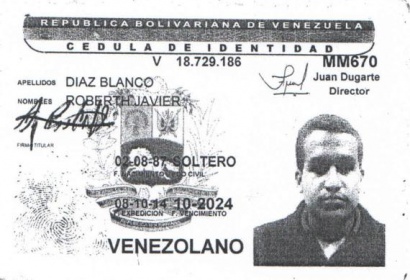 REPUBLICA BOLIVARIANA DE VENEZUELA
CEDULA DE IDENTIDAD
V 18.729.186 MM670
Juan Dugarte
Director
APELLIDOS DIAZ BLANCO
NOMBRES ROBERTH JAVIER
FIRMA TITULAR
02-08-87 SOLTERO
F. NACIMIENTO EDO CIVIL
08-10-14 10-2024
F. EXPEDICION F. VENCIMIENTO
VENEZOLANO